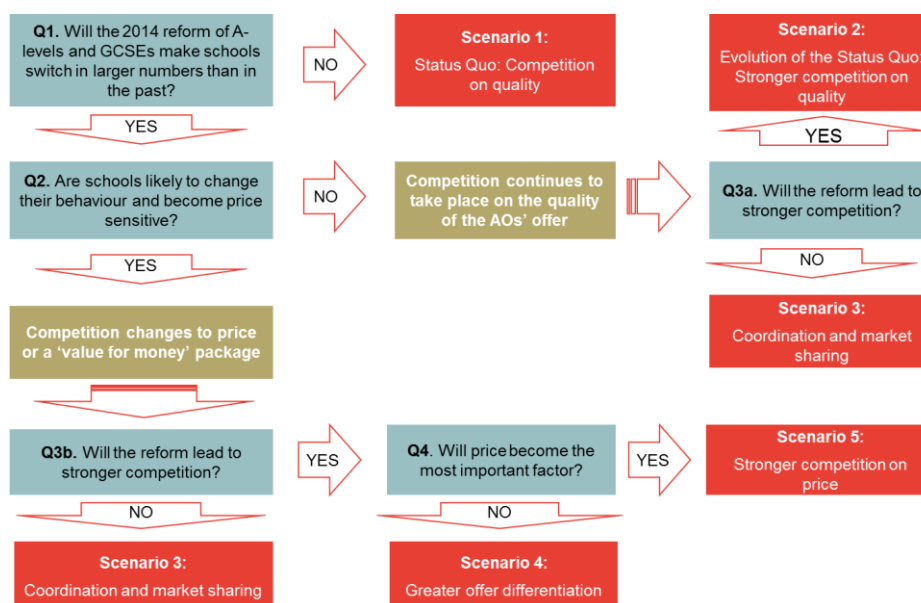 Q1. Will the 2014 reform of A-
levels and GCSEs make schools
switch in larger numbers than in
the past?
NO
Scenario 1:
Status Quo: Competition
on quality
Scenario 2:
Evolution of the Status Quo:
Stronger competition on
quality
YES
YES
Q2. Are schools likely to change
their behaviour and become price
sensitive?
NO
Competition continues to
take place on the quality
of the AOs' offer
Q3a. Will the reform lead to
stronger competition?
YES
NO
Competition changes to price
or a 'value for money' package
Scenario 3:
Coordination and market
sharing
Q3b. Will the reform lead to
stronger competition?
YES
Q4. Will price become the
most important factor?
YES
Scenario 5:
Stronger competition on
price
NO
NO
Scenario 3:
Coordination and market sharing
Scenario 4:
Greater offer differentiation